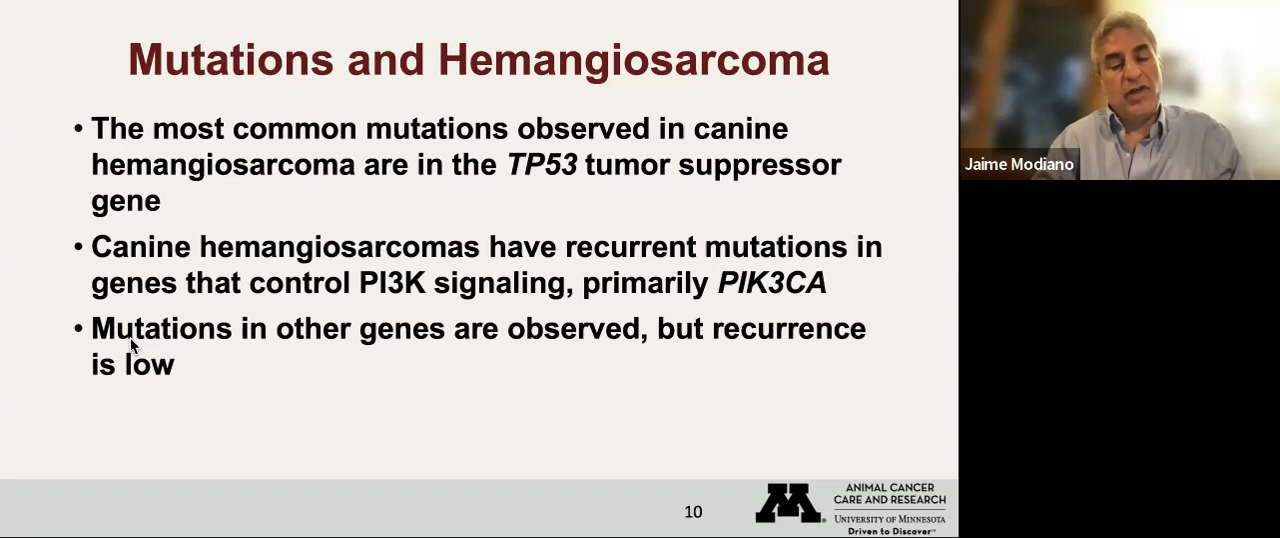 Mutations and Hemangiosarcoma
• The most common mutations observed in canine
hemangiosarcoma are in the TP53 tumor suppressor
gene
• Canine hemangiosarcomas have recurrent mutations in
genes that control PI3K signaling, primarily PIK3CA
• Mutations in other genes are observed, but recurrence
is low
10
M
ANIMAL CANCER
CARE AND RESEARCH
UNIVERSITY OF MINNESOTA
Driven to Discover℠
Jaime Modiano